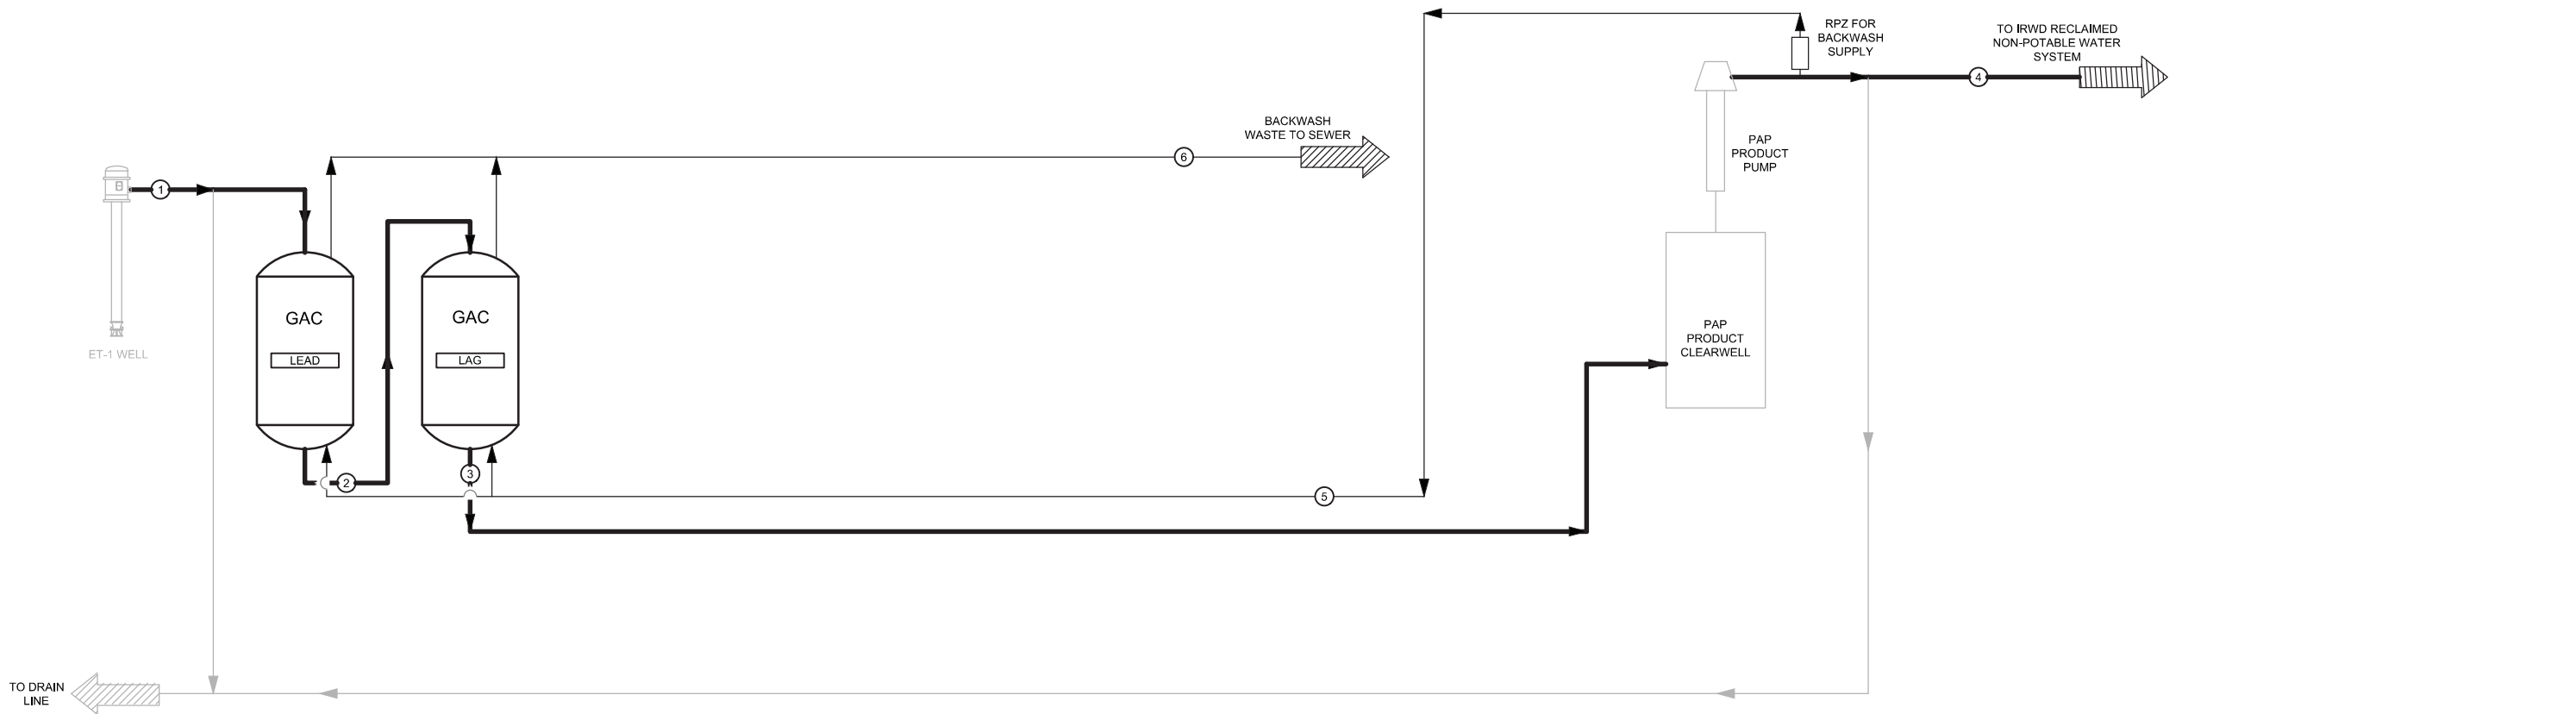 RPZ FOR
BACKWASH
SUPPLY
TO IRWD RECLAIMED
NON-POTABLE WATER
SYSTEM
4
BACKWASH
WASTE TO SEWER
6
PAP
PRODUCT
PUMP
1
GAC
LEAD
GAC
LAG
ET-1 WELL
PAP
PRODUCT
CLEARWELL
2
3
5
TO DRAIN
LINE